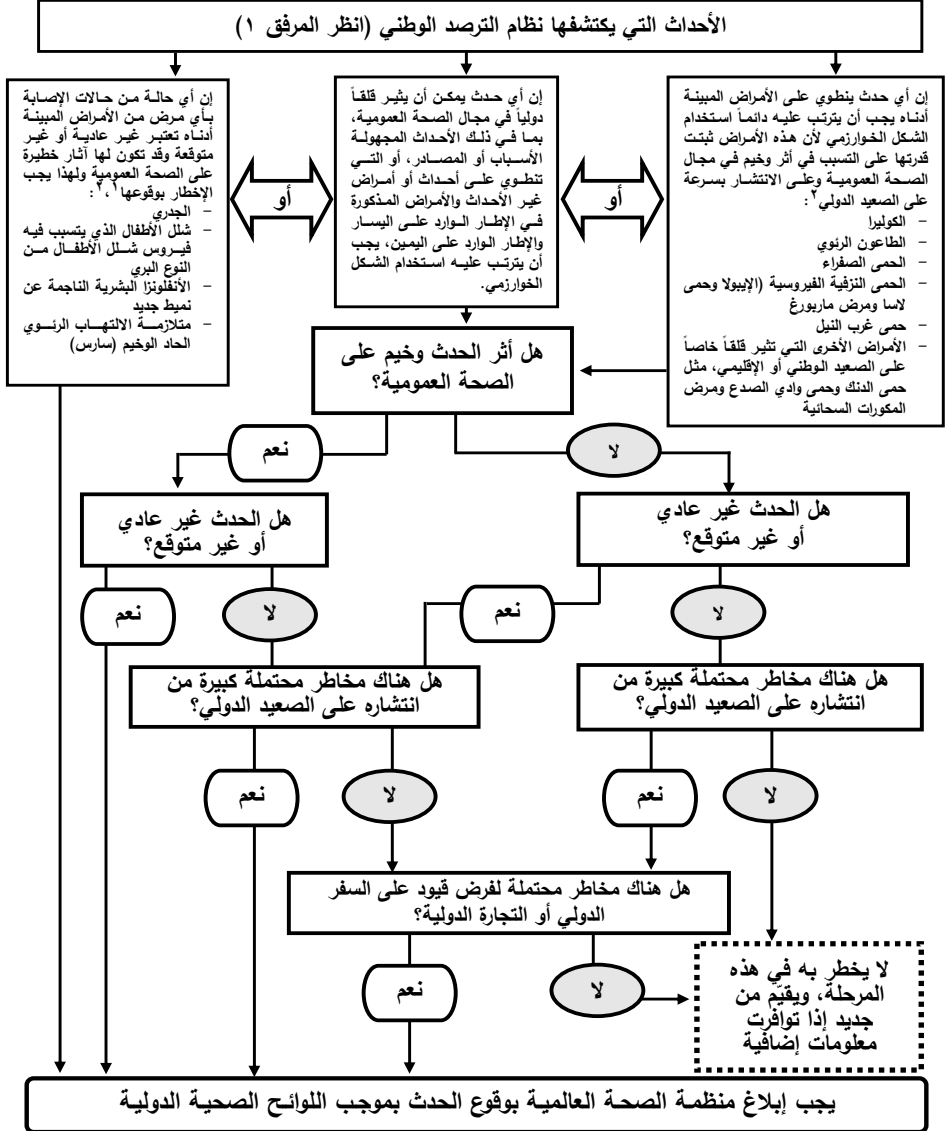 الأحداث التي يكتشفها نظام الترصد الوطني (انظر المرفق ١)
إن أي حدث ينطوي على الأمراض المبينة
أدناه يجب أن يترتب عليه دائماً استخدام
الشكل الخوارزمي لأن هذه الأمراض ثبتت
قدرتها على التسبب في أثر وخيم في مجال
الصحة العمومية وعلى الانتشار بسرعة
على الصعيد الدولي٢:
- الكوليرا
- الطاعون الرئوي
- الحمى الصفراء
- الحمى النزفية الفيروسية (الإيبولا وحمى
لاسا ومرض ماربورغ
- حمى غرب النيل
- الأمراض الأخرى التي تثير قلقاً خاصاً
على الصعيد الوطني أو الإقليمي، مثل
حمى الدنك وحمى وادي الصدع ومرض
المكورات السحائية
أو
إن أي حدث يمكن أن يثير قلقاً
دولياً في مجال الصحة العمومية،
بما في ذلك الأحداث المجهولة
الأسباب أو المصادر، أو التي
تنطوي على أحداث أو أمراض
غير الأحداث والأمراض المذكورة
في الإطار الوارد على اليسار
والإطار الوارد على اليمين، يجب
أن يترتب عليه استخدام الشكل
الخوارزمي.
أو
إن أي حالة من حالات الإصابة
بأي مرض من الأمراض المبينة
أدناه تعتبر غير عادية أو غير
متوقعة وقد تكون لها آثار خطيرة
على الصحة العمومية ولهذا يجب
الإخطار بوقوعها١،٢:
- الجدري
- شلل الأطفال الذي يتسبب فيه
فيروس شلل الأطفال من
النوع البري
- الأنفلونزا البشرية الناجمة عن
نميط جديد
- متلازمة الالتهاب الرئوي
الحاد الوخيم (سارس)
هل أثر الحدث وخيم على
الصحة العمومية؟
لا
نعم
هل الحدث غير عادي
أو غير متوقع؟
هل الحدث غير عادي
أو غير متوقع؟
لا
نعم
لا
نعم
هل هناك مخاطر محتملة كبيرة من
انتشاره على الصعيد الدولي؟
هل هناك مخاطر محتملة كبيرة من
انتشاره على الصعيد الدولي؟
لا
نعم
لا
نعم
هل هناك مخاطر محتملة لفرض قيود على السفر
الدولي أو التجارة الدولية؟
لا
نعم
لا يخطر به في هذه
المرحلة، ويقيّم من
جديد إذا توافرت
معلومات إضافية
يجب إبلاغ منظمة الصحة العالمية بوقوع الحدث بموجب اللوائح الصحية الدولية